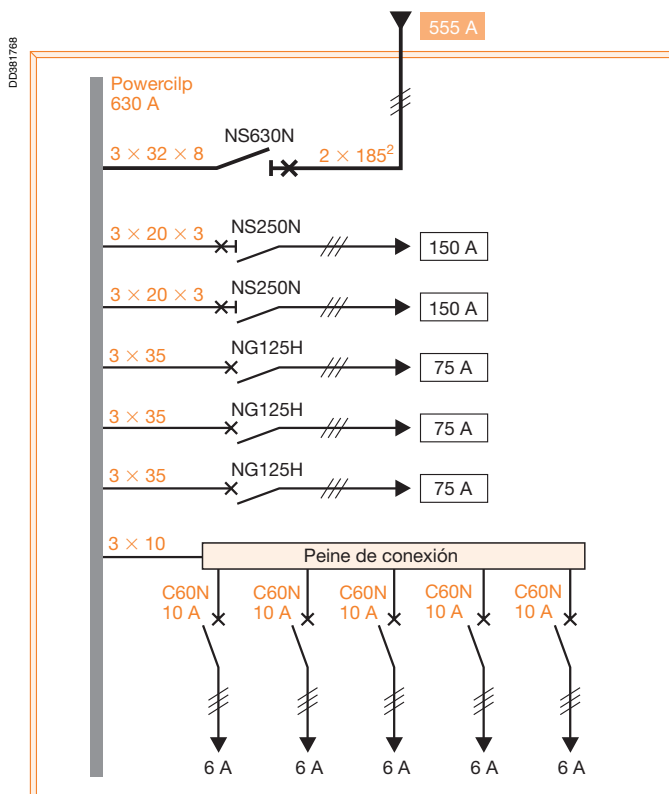 DD381768
555 A
Powercilp
630 A
NS630N
3 × 32 × 8
2 × 185²
3 × 20 × 3
NS250N
150 A
3 × 20 × 3
NS250N
150 A
3 × 35
NG125H
75 A
3 × 35
NG125H
75 A
3 × 35
NG125H
75 A
3 × 10
Peine de conexión
C60N C60N C60N C60N C60N
10 A 10 A 10 A 10 A 10 A
6 A 6 A 6 A 6 A 6 A